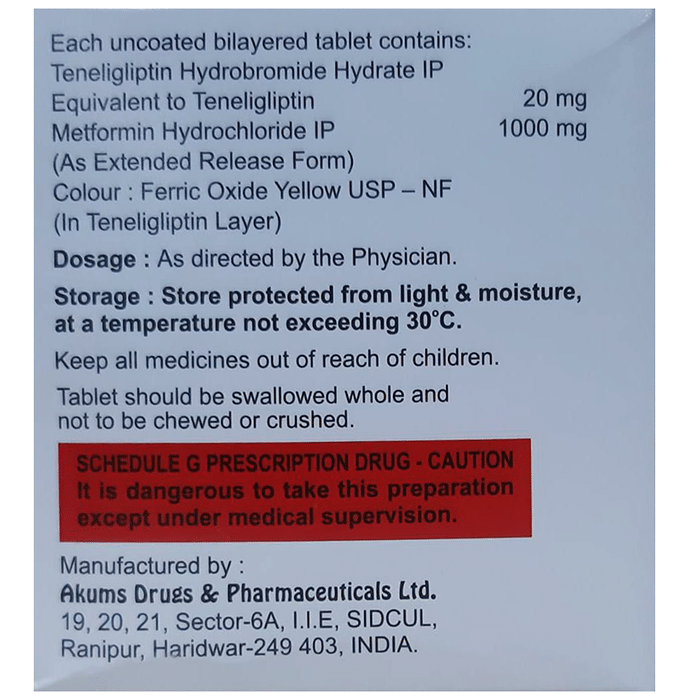 Each uncoated bilayered tablet contains:
Teneligliptin Hydrobromide Hydrate IP
Equivalent to Teneligliptin 20 mg
Metformin Hydrochloride IP 1000 mg
(As Extended Release Form)
Colour : Ferric Oxide Yellow USP – NF
(In Teneligliptin Layer)
Dosage : As directed by the Physician.
Storage : Store protected from light & moisture,
at a temperature not exceeding 30°C.
Keep all medicines out of reach of children.
Tablet should be swallowed whole and
not to be chewed or crushed.
SCHEDULE G PRESCRIPTION DRUG - CAUTION
It is dangerous to take this preparation
except under medical supervision.
Manufactured by :
Akums Drugs & Pharmaceuticals Ltd.
19, 20, 21, Sector-6A, I.I.E, SIDCUL,
Ranipur, Haridwar-249 403, INDIA.